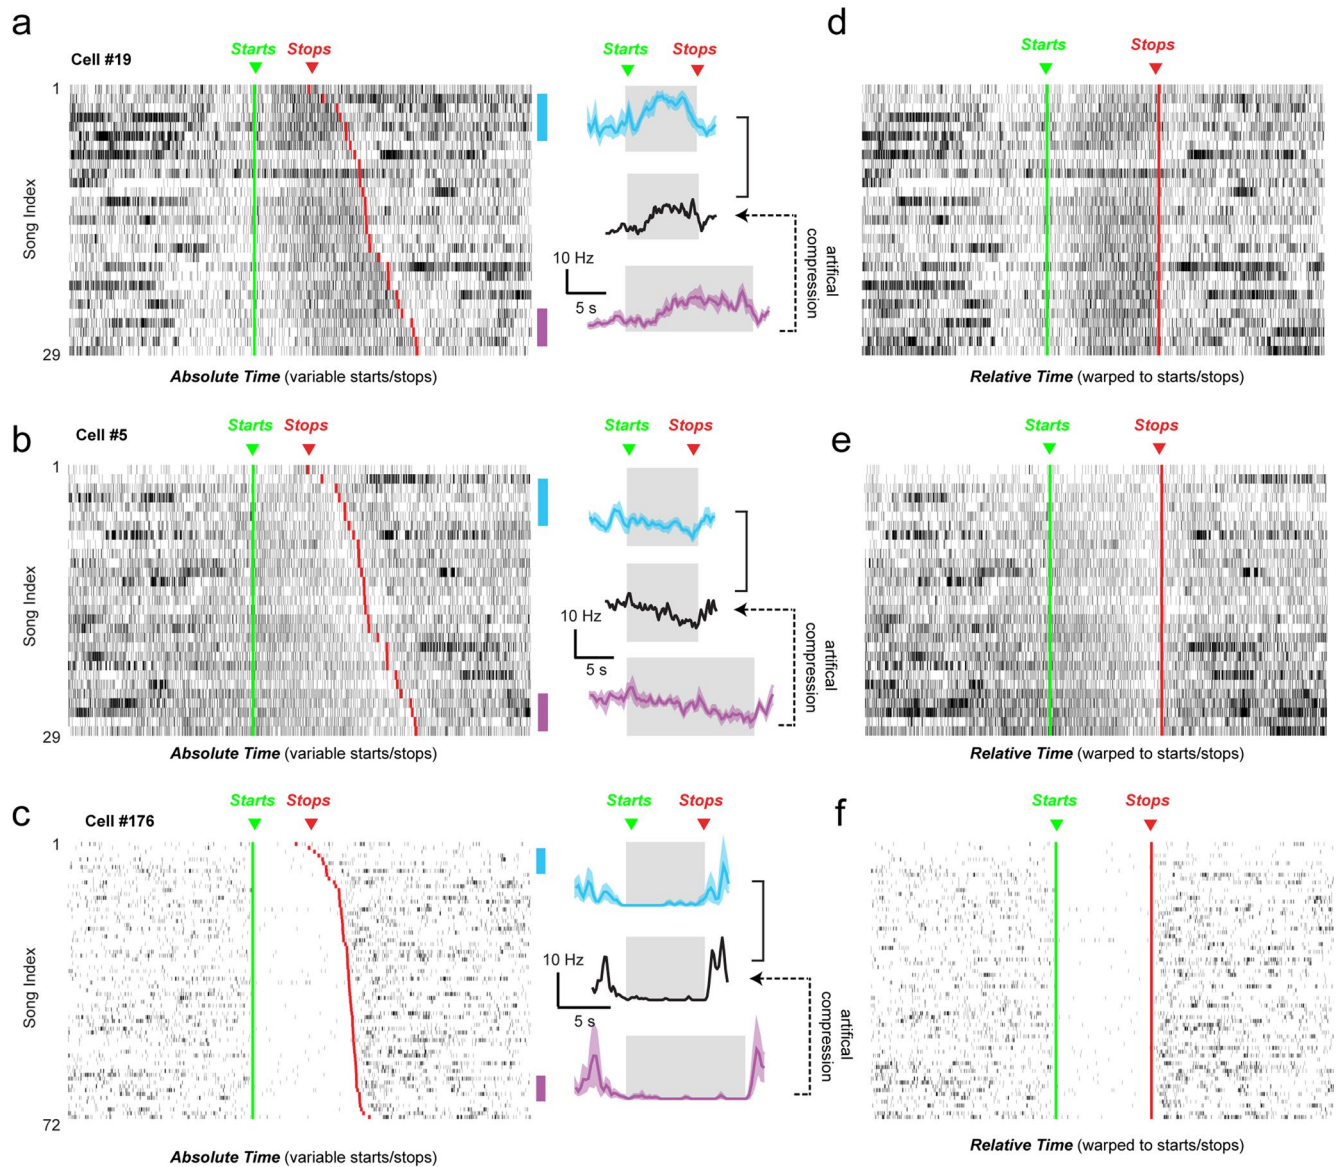 a
Cell #19
Starts
Stops
1
29
Song Index
Absolute Time (variable starts/stops)
Starts
Stops
10 Hz
5 s
artifical
compression
d
Starts
Stops
Relative Time (warped to starts/stops)
b
Cell #5
Starts
Stops
1
29
Song Index
Absolute Time (variable starts/stops)
Starts
Stops
10 Hz
5 s
artifical
compression
e
Starts
Stops
Relative Time (warped to starts/stops)
c
Cell #176
Starts
Stops
1
72
Song Index
Absolute Time (variable starts/stops)
Starts
Stops
10 Hz
5 s
artifical
compression
f
Starts
Stops
Relative Time (warped to starts/stops)